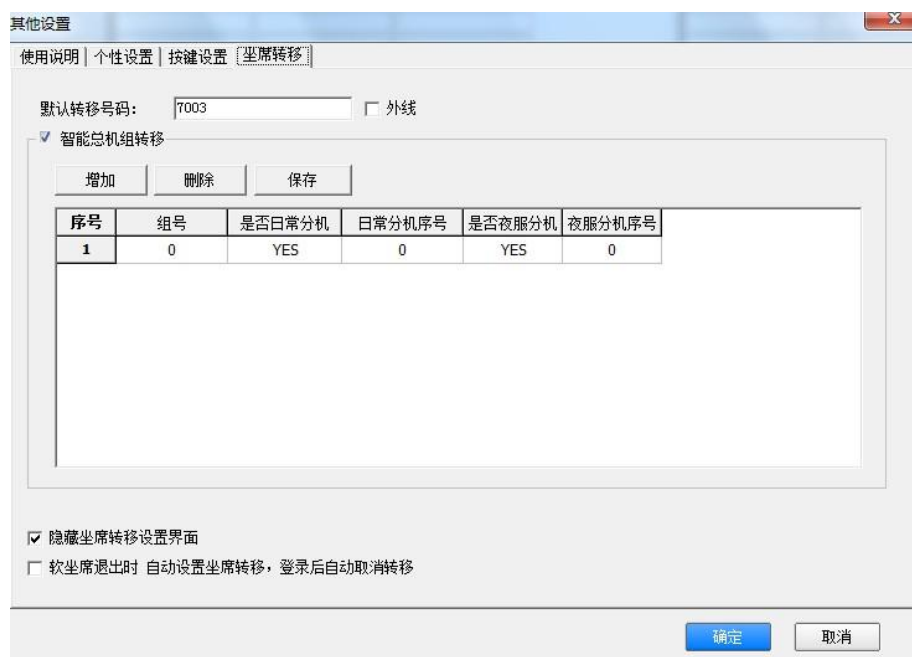 其他设置
使用说明 个性设置 按键设置 坐席转移
默认转移号码: 7003 外线
智能总机组转移
增加 删除 保存
序号 组号 是否日常分机 日常分机序号 是否夜服分机 夜服分机序号
1 0 YES 0 YES 0
隐藏坐席转移设置界面
软坐席退出时 自动设置坐席转移，登录后自动取消转移
确定 取消